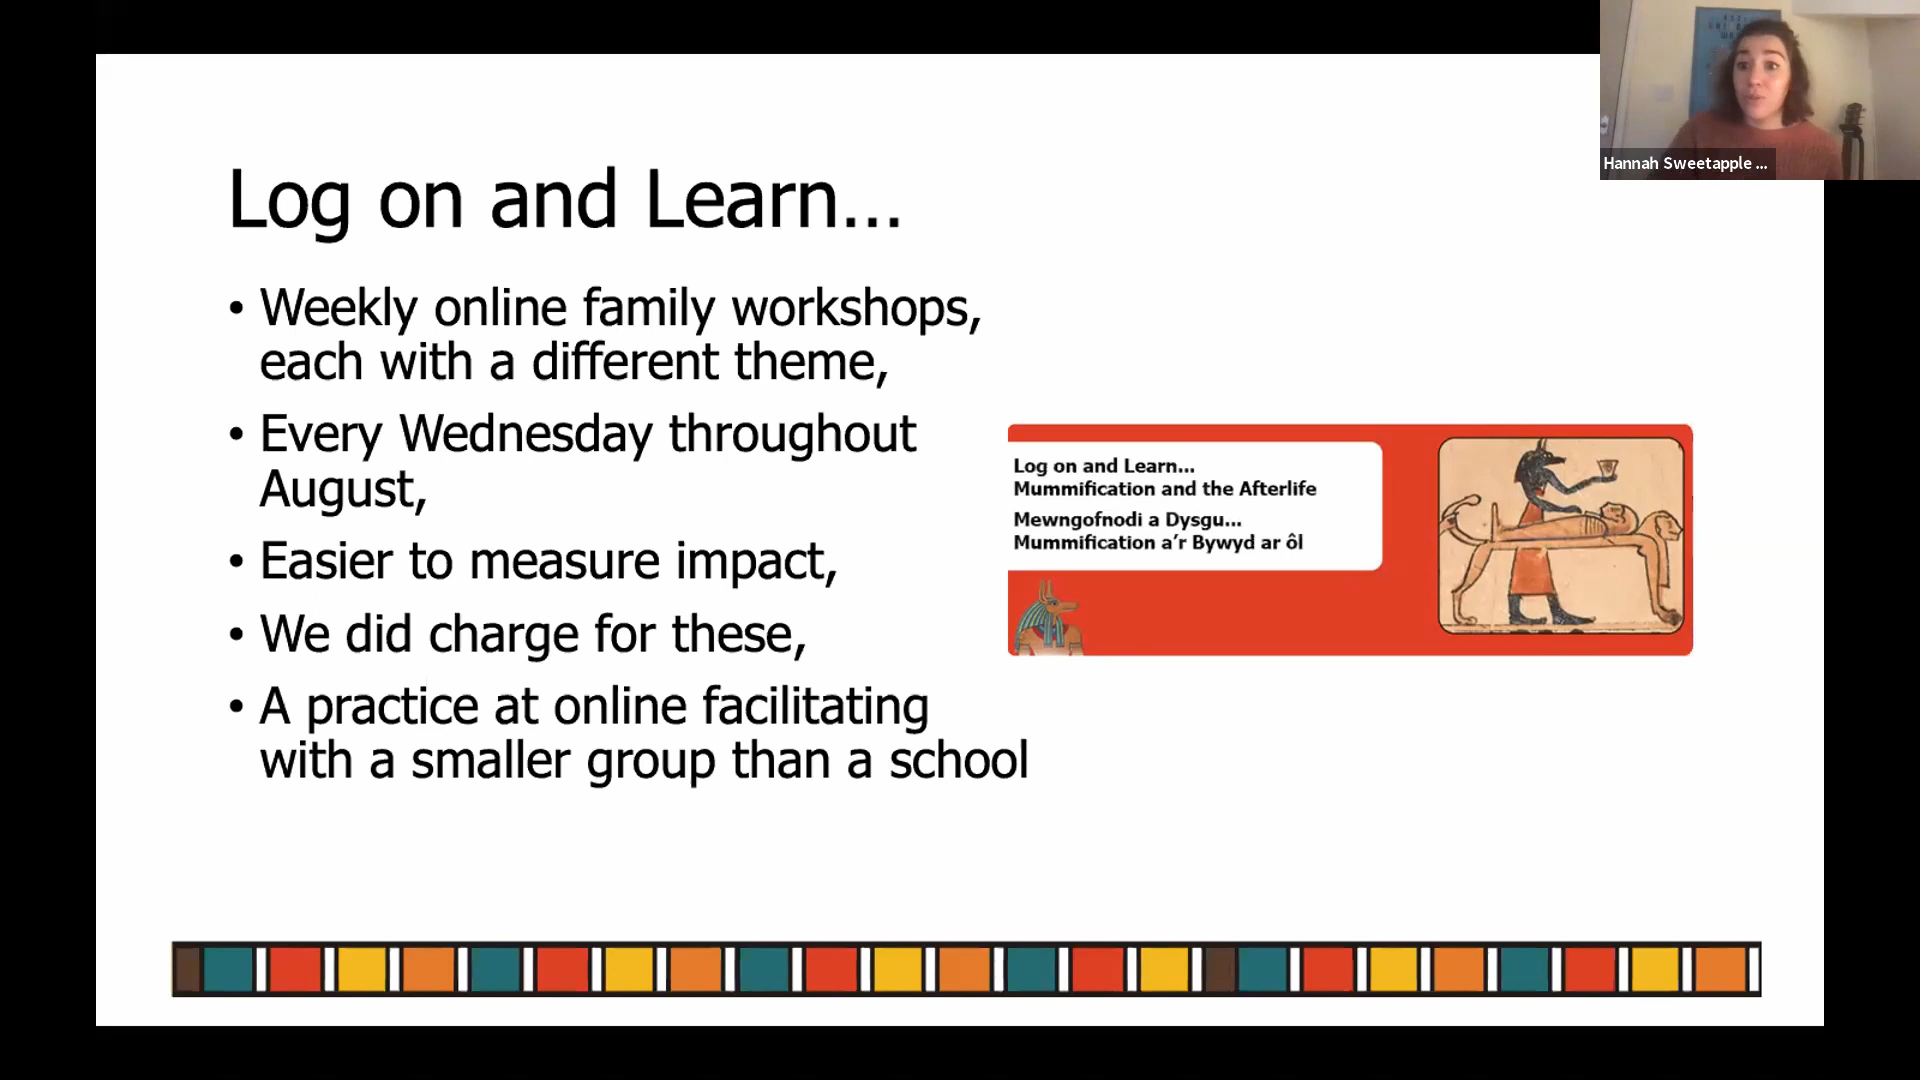 Log on and Learn...
• Weekly online family workshops,
each with a different theme,
• Every Wednesday throughout
August,
• Easier to measure impact,
• We did charge for these,
• A practice at online facilitating
with a smaller group than a school
Log on and Learn...
Mummification and the Afterlife
Mewngofnodi a Dysgu...
Mummification a’r Bywyd ar ôl
Hannah Sweetapple ...